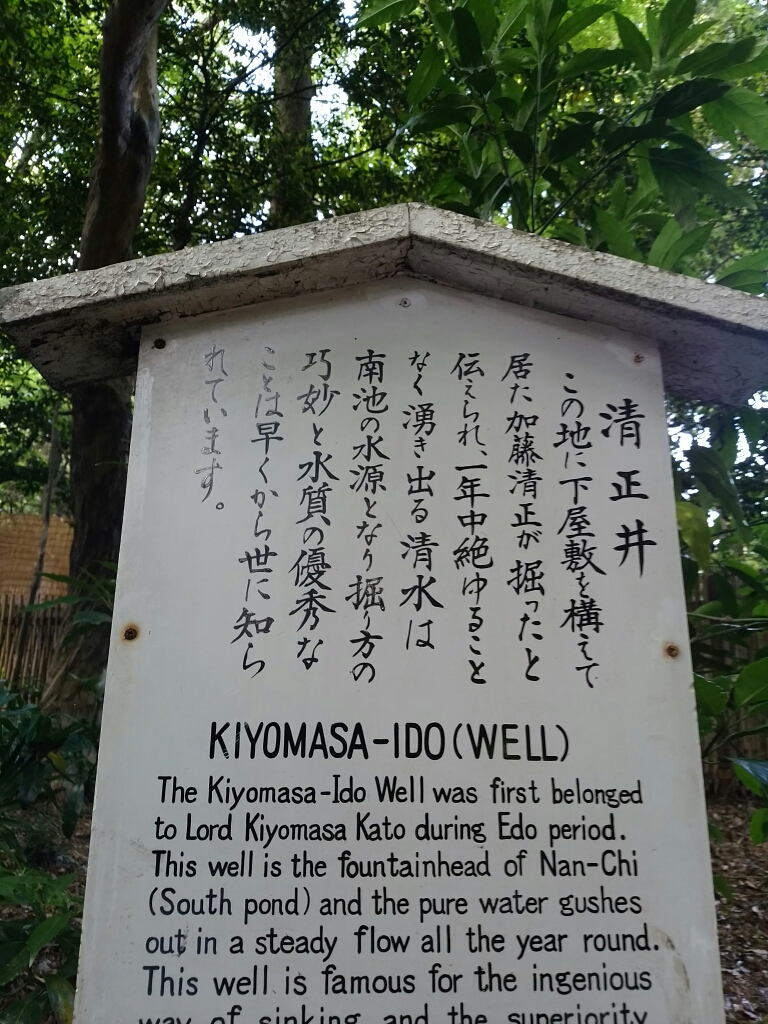 清正井
この地に下屋敷を構えて
居た加藤清正が掘ったと
伝えられ、一年中絶ゆること
なく湧き出る清水は
南池の水源となり掘り方の
巧妙と水質の優秀な
ことは早くから世に知ら
れています。
KIYOMASA-IDO(WELL)
The Kiyomasa-Ido Well was first belonged
to Lord Kiyomasa Kato during Edo period.
This well is the fountainhead of Nan-Chi
(South pond) and the pure water gushes
out in a steady flow all the year round.
This well is famous for the ingenious
way of sinking and the superiority